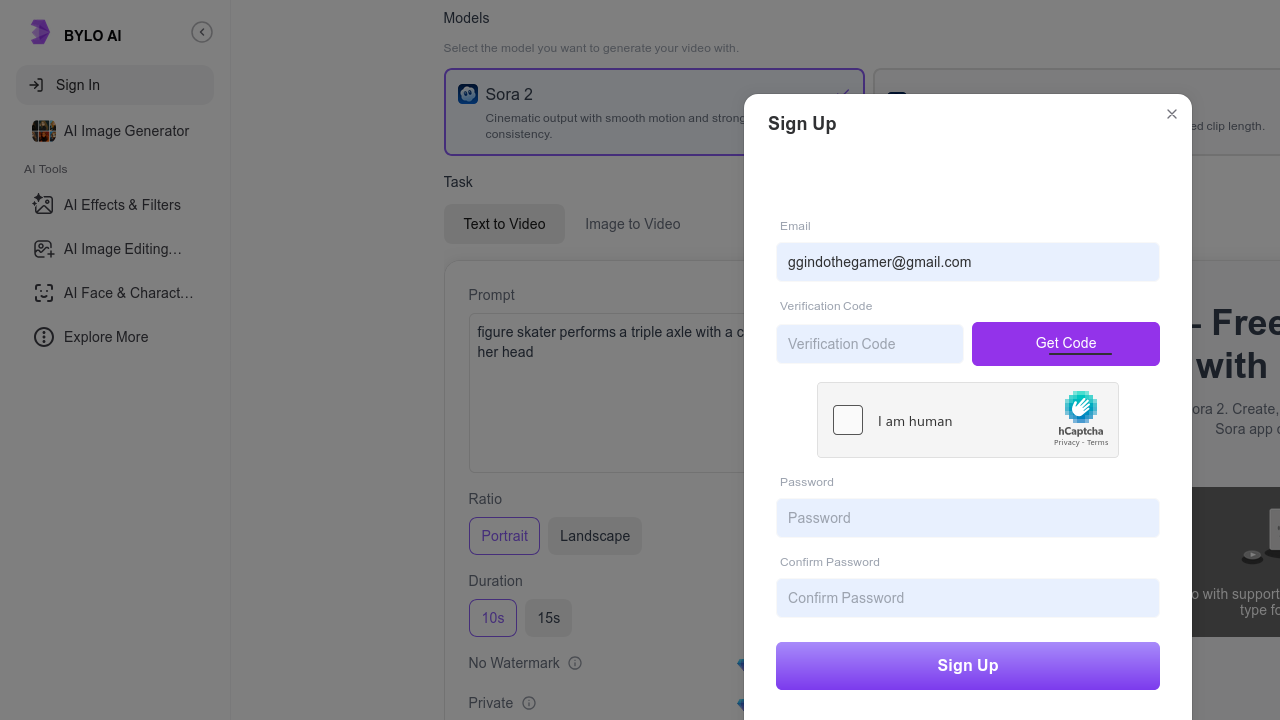 BYLO AI
Sign In
AI Image Generator
AI Tools
AI Effects & Filters
AI Image Editing...
AI Face & Charact...
Explore More
Models
Select the model you want to generate your video with.
Sora 2
Cinematic output with smooth motion and strong
consistency.
ed clip length.
Task
Text to Video
Image to Video
Prompt
figure skater performs a triple axle with a c
her head
Ratio
Portrait
Landscape
Duration
10s
15s
No Watermark
Private
Sign Up
Email
ggindothegamer@gmail.com
Verification Code
Verification Code
Get Code
I am human
hCaptcha
Privacy - Terms
Password
Password
Confirm Password
Confirm Password
Sign Up
- Free
with
ora 2. Create,
Sora app
o with support
type fo